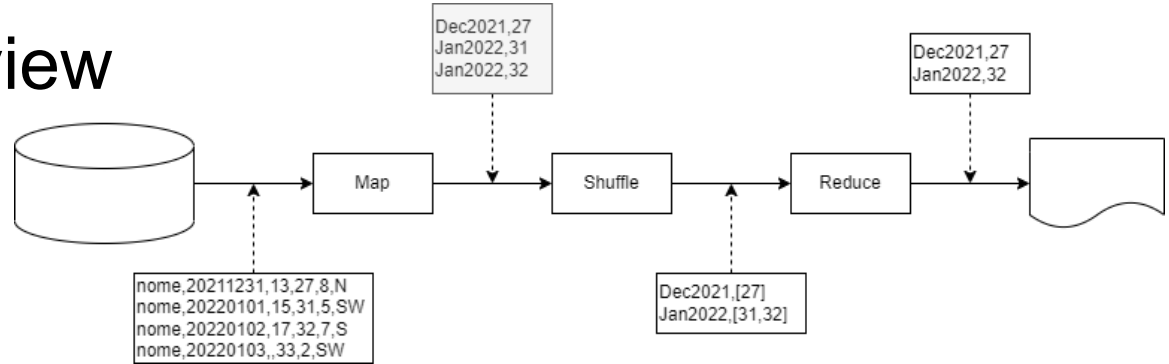 Dec2021,27
Jan2022,31
Jan2022,32
Dec2021,27
Jan2022,32
Map
Shuffle
Reduce
nome,20211231,13,27,8,N
nome,20220101,15,31,5,SW
nome,20220102,17,32,7,S
nome,20220103,,33,2,SW
Dec2021,[27]
Jan2022,[31,32]